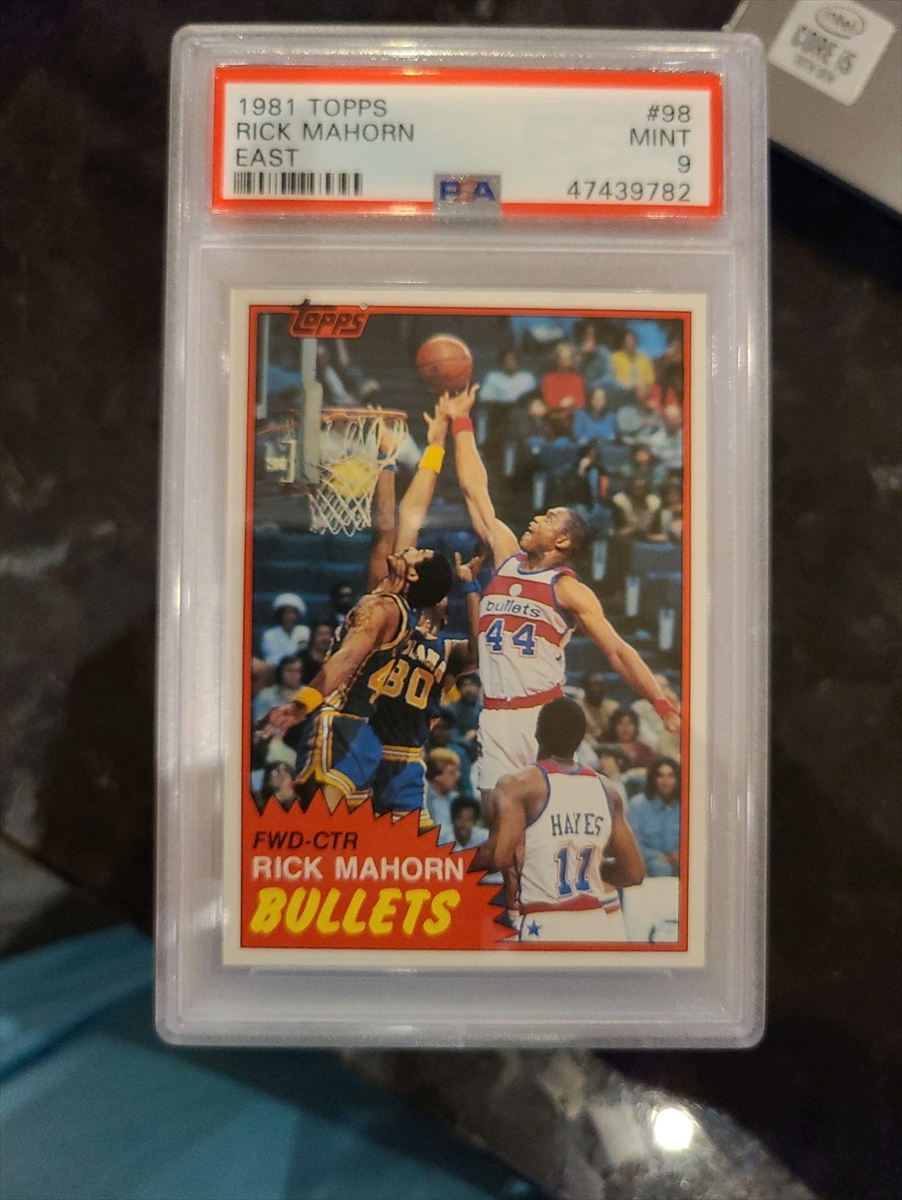 intel
CORE i5
1981 TOPPS
#98
RICK MAHORN
MINT
EAST
9
PSA
47439782
topps
bullets
44
30
HAYES
11
FWD-CTR
RICK MAHORN
BULLETS